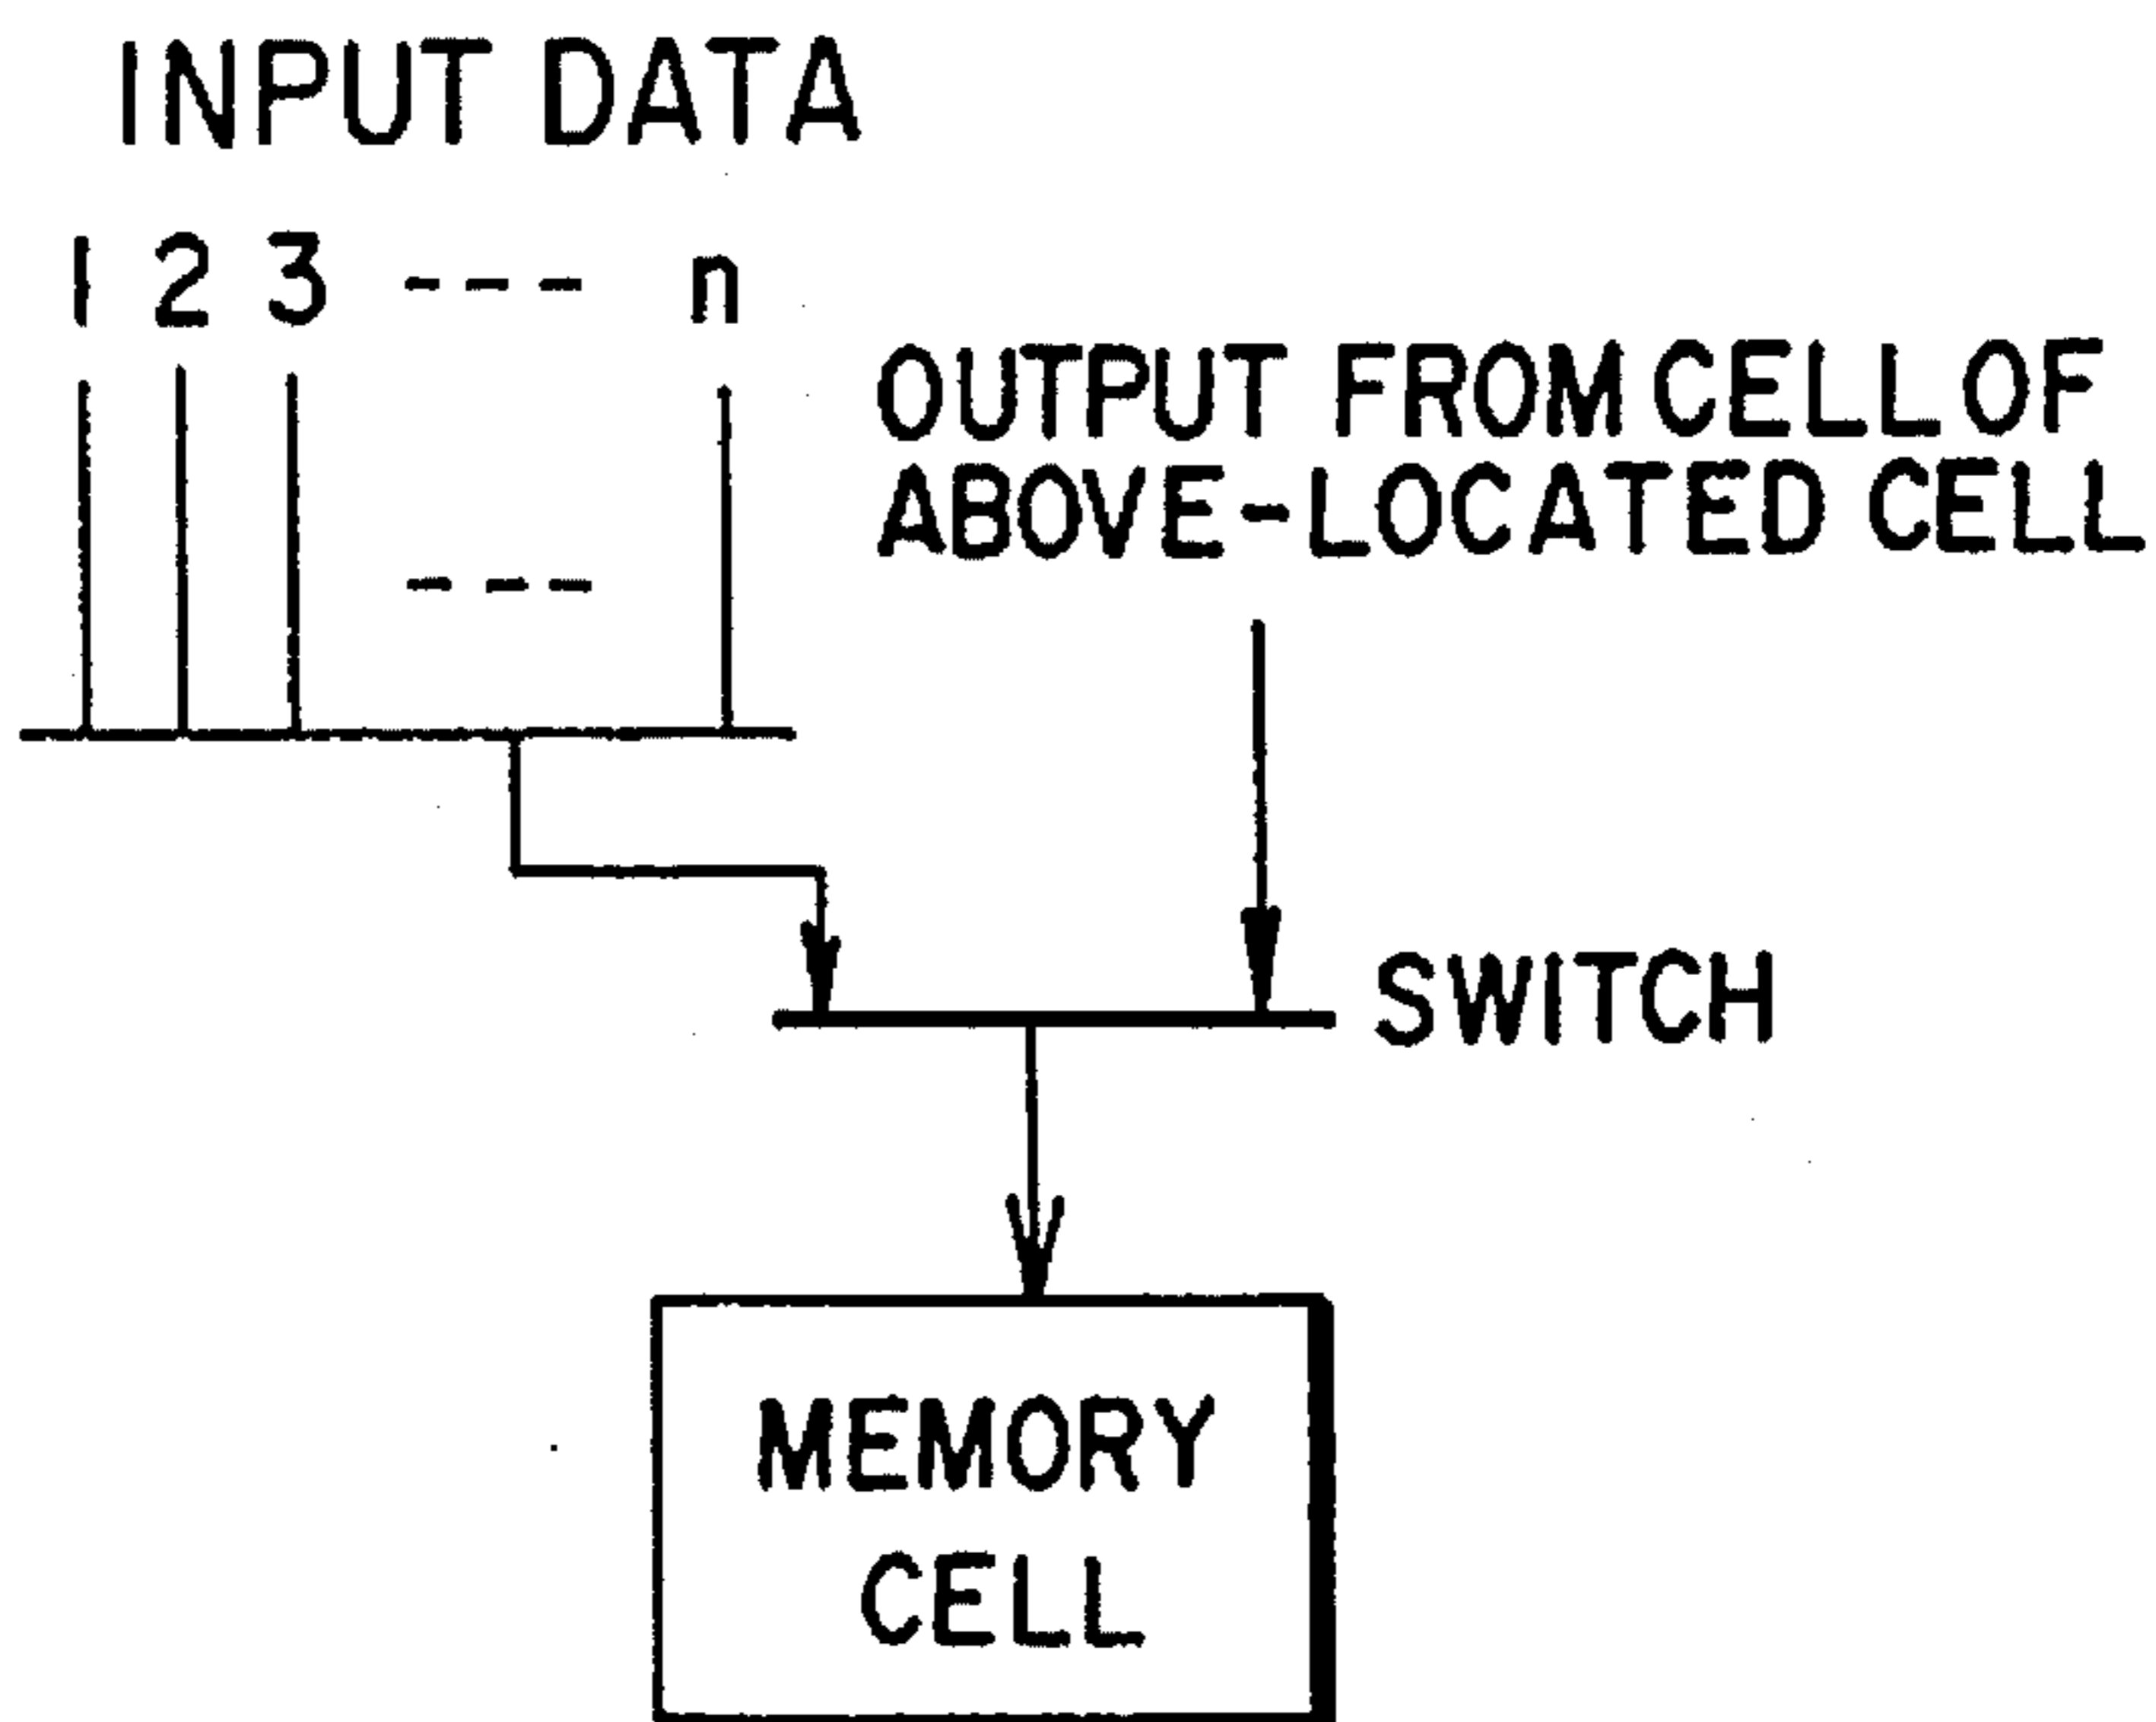 INPUT DATA
1 2 3 --- n
OUTPUT FROM CELL OF
ABOVE-LOCATED CELL
---
SWITCH
MEMORY
CELL